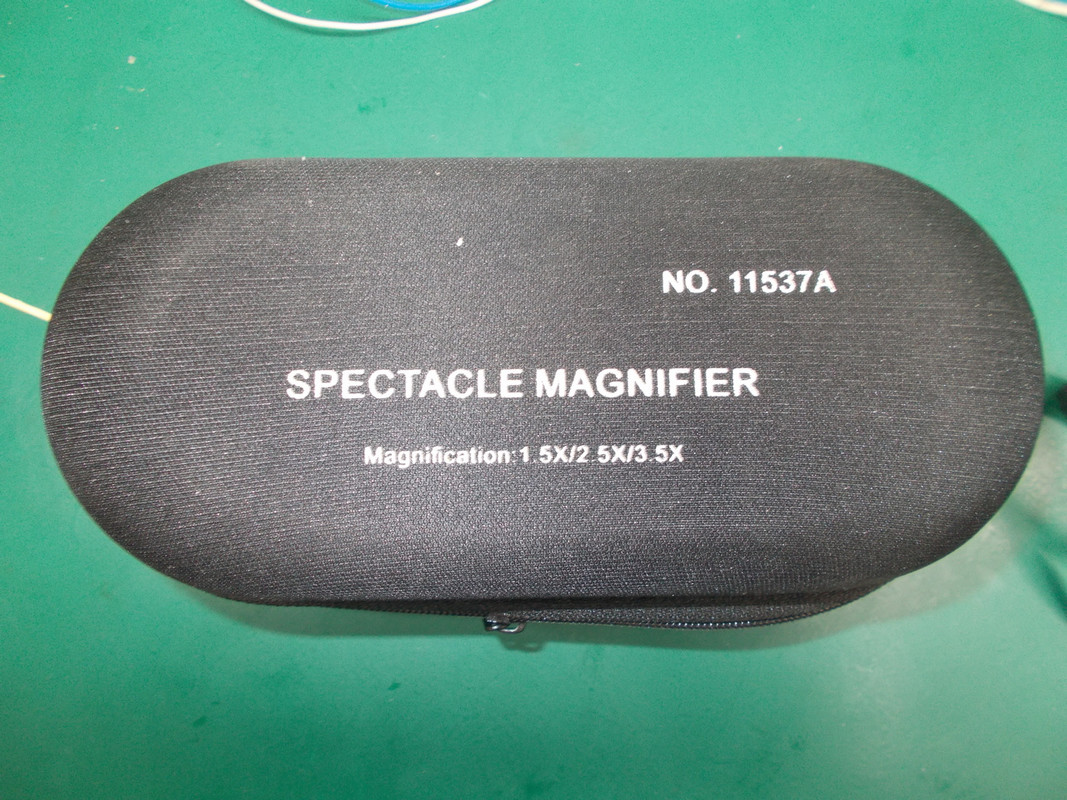 NO. 11537A
SPECTACLE MAGNIFIER
Magnification:1.5X/2.5X/3.5X